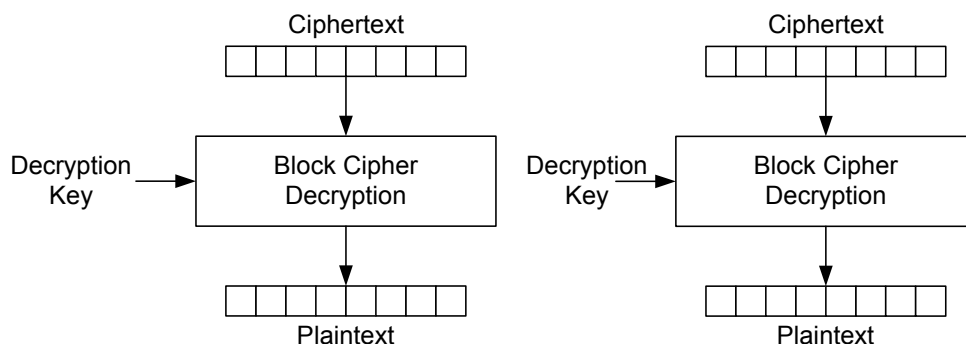 Ciphertext
Ciphertext
Decryption
Key
Block Cipher
Decryption
Decryption
Key
Block Cipher
Decryption
Plaintext
Plaintext